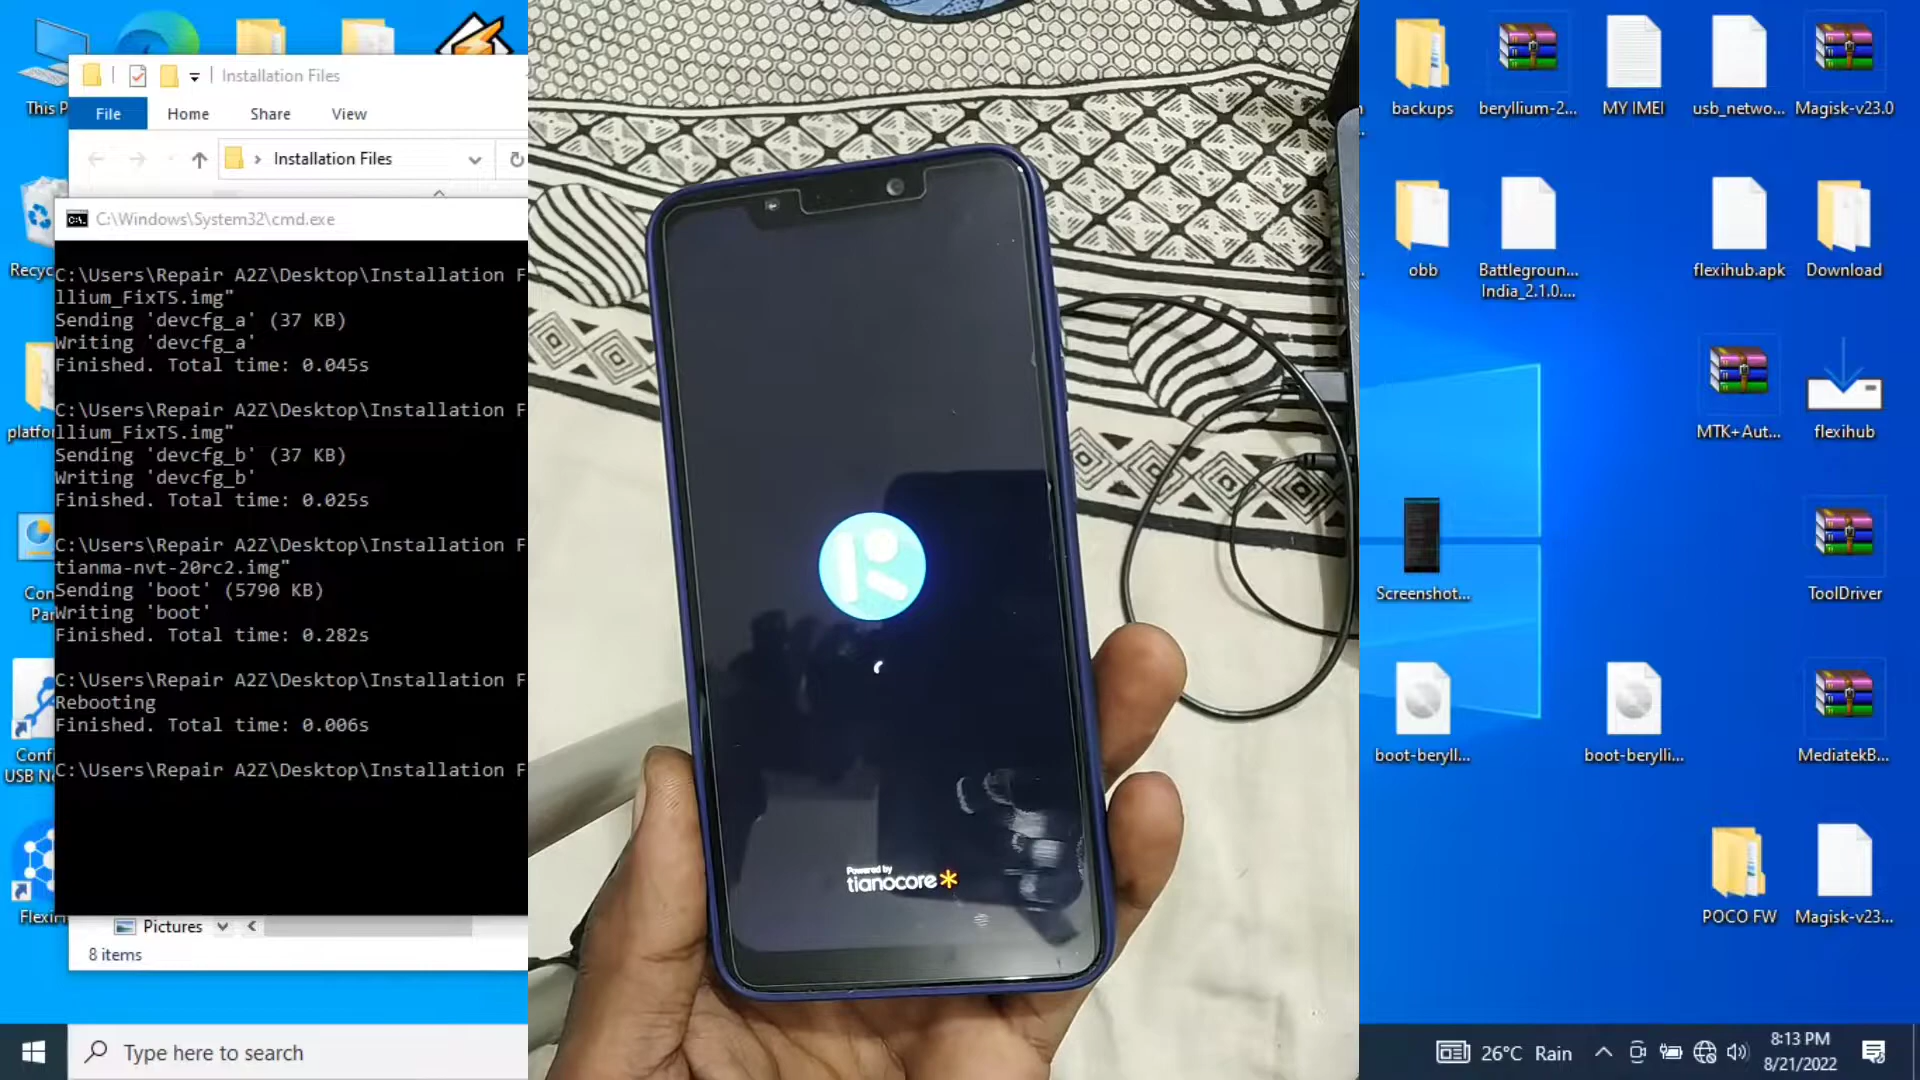 This P
Recyc
platfo
Con
Pa
Confi
USB N
Flexi
Installation Files
File
Home
Share
View
Installation Files
C:\Windows\System32\cmd.exe
C:\Users\Repair A2Z\Desktop\Installation F
llium_FixTS.img"
Sending 'devcfg_a' (37 KB)
Writing 'devcfg_a'
Finished. Total time: 0.045s
C:\Users\Repair A2Z\Desktop\Installation F
llium_FixTS.img"
Sending 'devcfg_b' (37 KB)
Writing 'devcfg_b'
Finished. Total time: 0.025s
C:\Users\Repair A2Z\Desktop\Installation F
tianma-nvt-20rc2.img"
Sending 'boot' (5790 KB)
Writing 'boot'
Finished. Total time: 0.282s
C:\Users\Repair A2Z\Desktop\Installation F
Rebooting
Finished. Total time: 0.006s
C:\Users\Repair A2Z\Desktop\Installation F
Pictures
8 items
Type here to search
Powered by
tianocore
backups
beryllium-2...
MY IMEI
usb_netwo...
Magisk-v23.0
obb
Battlegroun...
India_2.1.0....
flexihub.apk
Download
MTK+Aut...
flexihub
Screenshot...
ToolDriver
boot-beryll...
boot-berylli...
MediatekB...
POCO FW
Magisk-v23...
26°C Rain
8:13 PM
8/21/2022